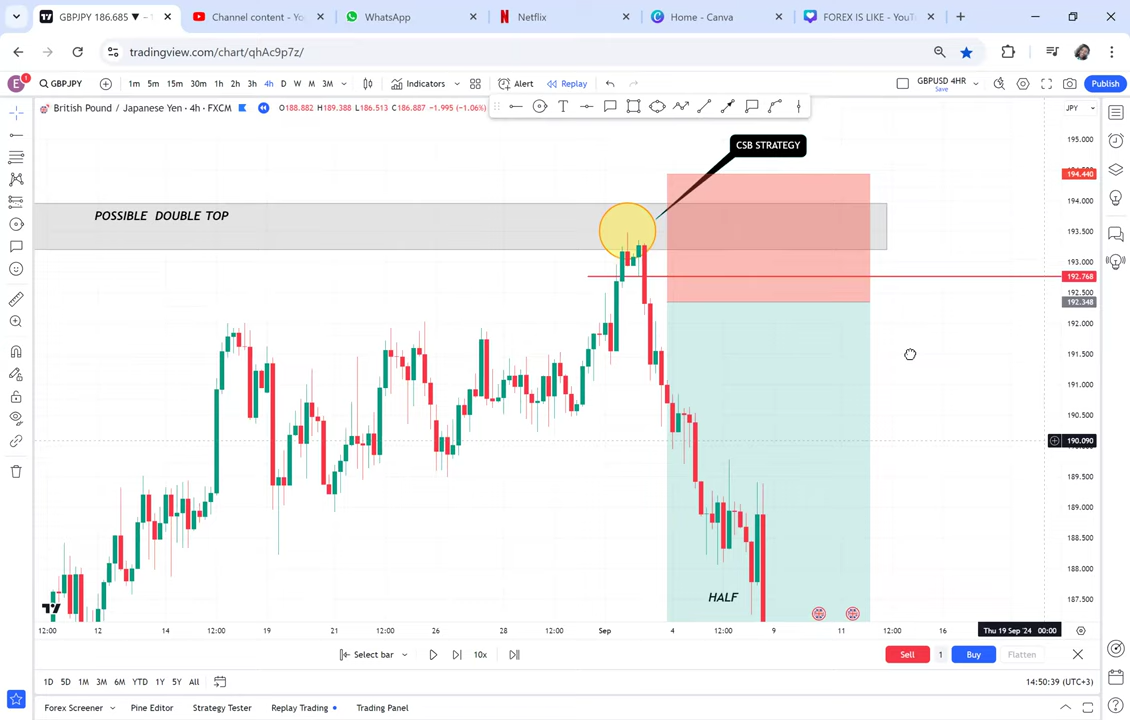 GBPJPY 186.685 ▼
Channel content - Yo
WhatsApp
Netflix
Home - Canva
FOREX IS LIKE - YouT
tradingview.com/chart/qhAc9p7z/
E 1
GBPJPY
1m 5m 15m 30m 1h 2h 3h 4h D W M 3M
Indicators
Alert
Replay
GBPUSD 4HR
Save
Publish
British Pound / Japanese Yen · 4h · FXCM
O188.882 H189.388 L186.513 C186.887 −1.995 (−1.06%)
JPY
CSB STRATEGY
POSSIBLE DOUBLE TOP
HALF
195.000
194.440
194.000
193.500
193.000
192.768
192.500
192.348
192.000
191.500
191.000
190.500
190.090
189.500
189.000
188.500
188.000
187.500
12:00 12 14 12:00 19 21 12:00 26 28 12:00 Sep 4 12:00 9 11 12:00 16 Thu 19 Sep '24 00:00
Select bar
10x
Sell 1 Buy Flatten
1D 5D 1M 3M 6M YTD 1Y 5Y All
14:50:39 (UTC+3)
Forex Screener
Pine Editor
Strategy Tester
Replay Trading
Trading Panel